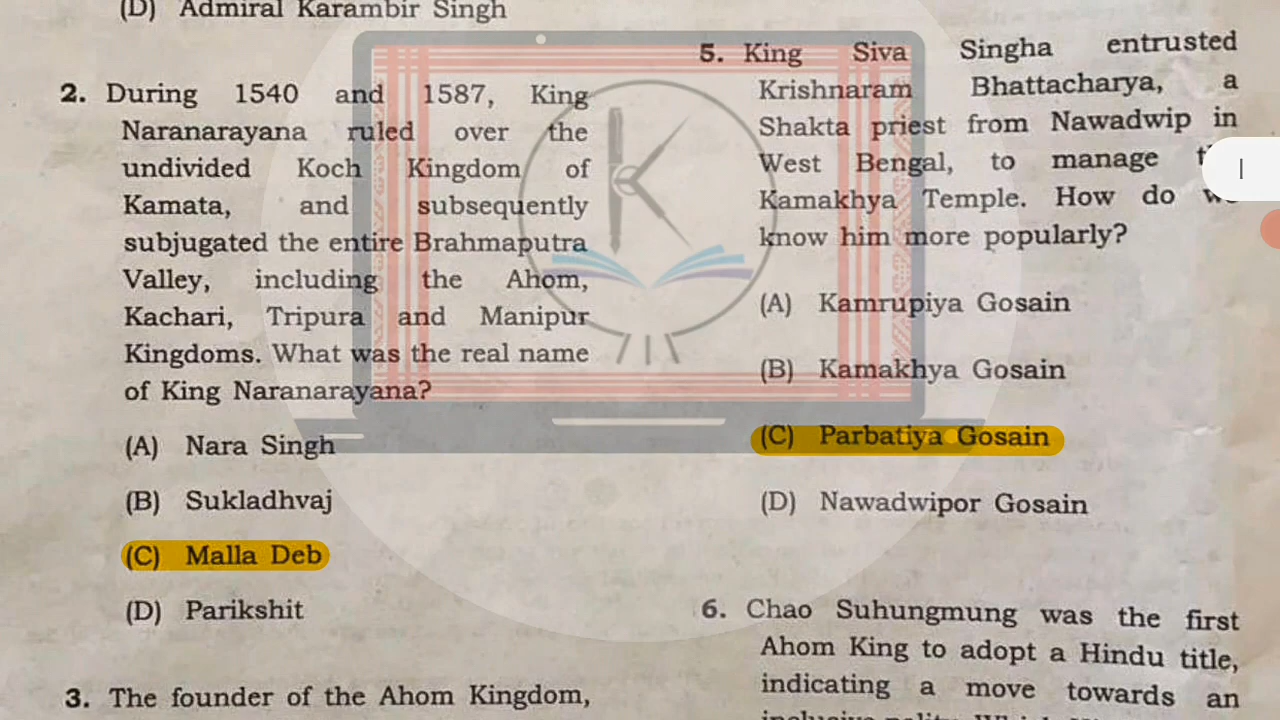 (D) Admiral Karambir Singh
2. During 1540 and 1587, King
Naranarayana ruled over the
undivided Koch Kingdom of
Kamata, and subsequently
subjugated the entire Brahmaputra
Valley, including the Ahom,
Kachari, Tripura and Manipur
Kingdoms. What was the real name
of King Naranarayana?
(A) Nara Singh
(B) Sukladhvaj
(C) Malla Deb
(D) Parikshit
3. The founder of the Ahom Kingdom,
5. King Siva Singha entrusted
Krishnaram Bhattacharya, a
Shakta priest from Nawadwip in
West Bengal, to manage
Kamakhya Temple. How do
know him more popularly?
(A) Kamrupiya Gosain
(B) Kamakhya Gosain
(C) Parbatiya Gosain
(D) Nawadwipor Gosain
6. Chao Suhungmung was the first
Ahom King to adopt a Hindu title,
indicating a move towards an